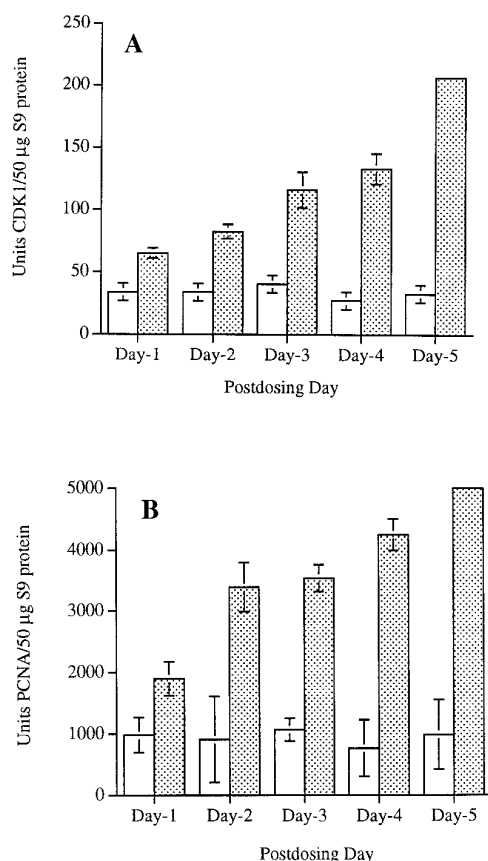 A
Units CDK1/50 µg S9 protein
250
200
150
100
50
0
Day-1 Day-2 Day-3 Day-4 Day-5
Postdosing Day
B
Units PCNA/50 µg S9 protein
5000
4000
3000
2000
1000
0
Day-1 Day-2 Day-3 Day-4 Day-5
Postdosing Day